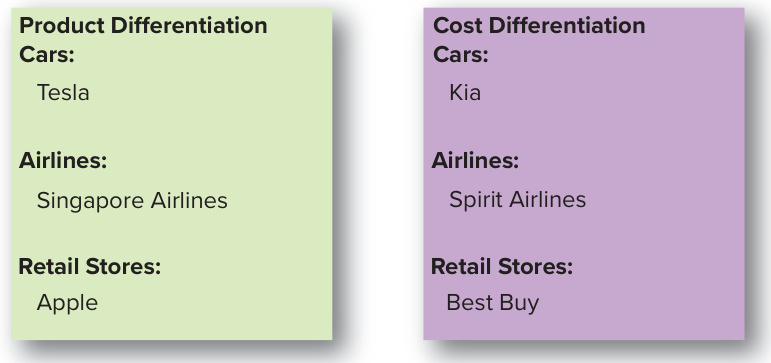 Product Differentiation
Cars:
Tesla
Airlines:
Singapore Airlines
Retail Stores:
Apple
Cost Differentiation
Cars:
Kia
Airlines:
Spirit Airlines
Retail Stores:
Best Buy